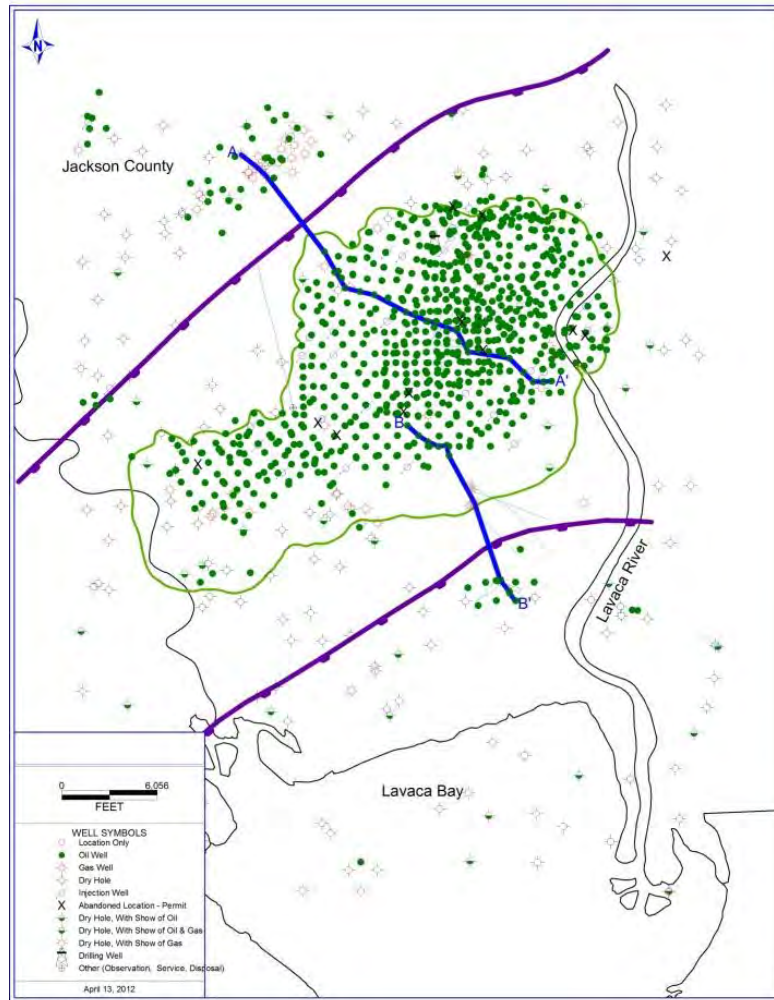 N
Jackson County
A
A'
B
B'
Lavaca River
Lavaca Bay
0 6,056
FEET
WELL SYMBOLS
Location Only
Oil Well
Gas Well
Dry Hole
Injection Well
X Abandoned Location - Permit
Dry Hole, With Show of Oil
Dry Hole, With Show of Oil & Gas
Dry Hole, With Show of Gas
Drilling Well
Other (Observation, Service, Disposal)
April 13, 2012